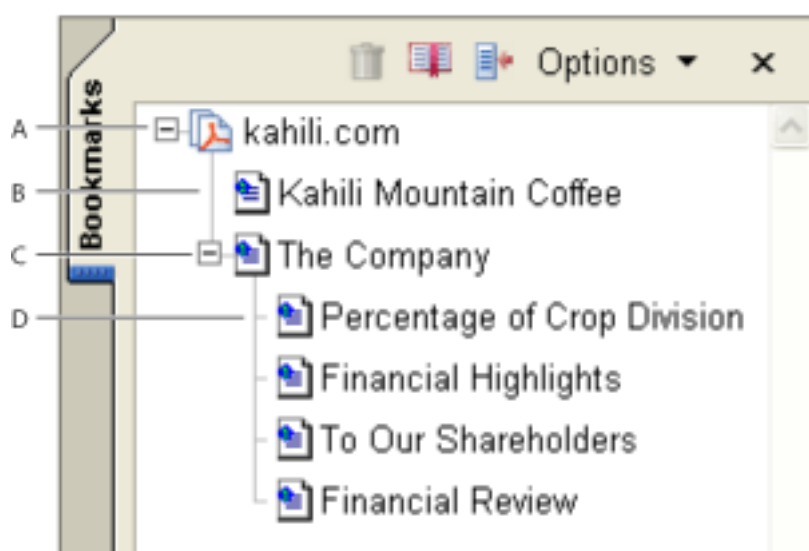 Options
Bookmarks
A
kahili.com
B
Kahili Mountain Coffee
C
The Company
D
Percentage of Crop Division
Financial Highlights
To Our Shareholders
Financial Review